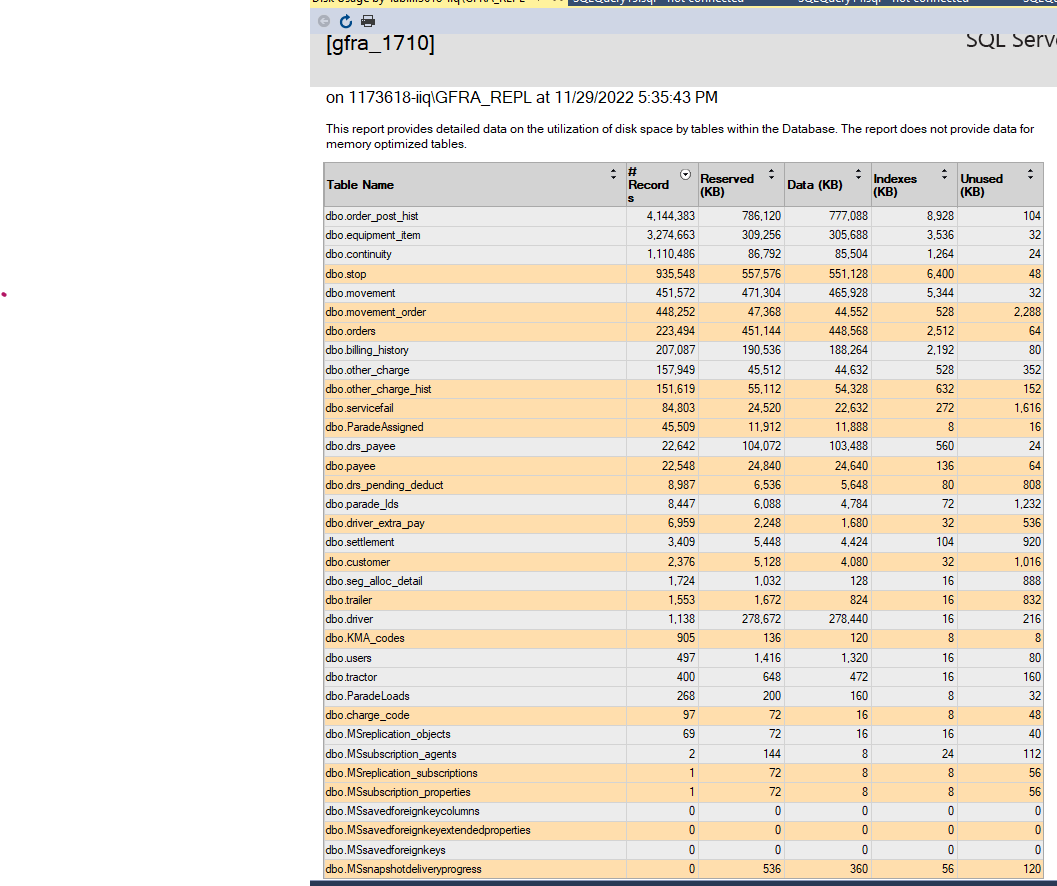 [gfra_1710]
SQL Serv
on 1173618-iiq\GFRA_REPL at 11/29/2022 5:35:43 PM
This report provides detailed data on the utilization of disk space by tables within the Database. The report does not provide data for
memory optimized tables.
Table Name # Records Reserved (KB) Data (KB) Indexes (KB) Unused (KB)
dbo.order_post_hist 4,144,383 786,120 777,088 8,928 104
dbo.equipment_item 3,274,663 309,256 305,688 3,536 32
dbo.continuity 1,110,486 86,792 85,504 1,264 24
dbo.stop 935,548 557,576 551,128 6,400 48
dbo.movement 451,572 471,304 465,928 5,344 32
dbo.movement_order 448,252 47,368 44,552 528 2,288
dbo.orders 223,494 451,144 448,568 2,512 64
dbo.billing_history 207,087 190,536 188,264 2,192 80
dbo.other_charge 157,949 45,512 44,632 528 352
dbo.other_charge_hist 151,619 55,112 54,328 632 152
dbo.servicefail 84,803 24,520 22,632 272 1,616
dbo.ParadeAssigned 45,509 11,912 11,888 8 16
dbo.drs_payee 22,642 104,072 103,488 560 24
dbo.payee 22,548 24,840 24,640 136 64
dbo.drs_pending_deduct 8,987 6,536 5,648 80 808
dbo.parade_lds 8,447 6,088 4,784 72 1,232
dbo.driver_extra_pay 6,959 2,248 1,680 32 536
dbo.settlement 3,409 5,448 4,424 104 920
dbo.customer 2,376 5,128 4,080 32 1,016
dbo.seg_alloc_detail 1,724 1,032 128 16 888
dbo.trailer 1,553 1,672 824 16 832
dbo.driver 1,138 278,672 278,440 16 216
dbo.KMA_codes 905 136 120 8 8
dbo.users 497 1,416 1,320 16 80
dbo.tractor 400 648 472 16 160
dbo.ParadeLoads 268 200 160 8 32
dbo.charge_code 97 72 16 8 48
dbo.MSreplication_objects 69 72 16 16 40
dbo.MSsubscription_agents 2 144 8 24 112
dbo.MSreplication_subscriptions 1 72 8 8 56
dbo.MSsubscription_properties 1 72 8 8 56
dbo.MSsavedforeignkeycolumns 0 0 0 0 0
dbo.MSsavedforeignkeyextendedproperties 0 0 0 0 0
dbo.MSsavedforeignkeys 0 0 0 0 0
dbo.MSsnapshotdeliveryprogress 0 536 360 56 120